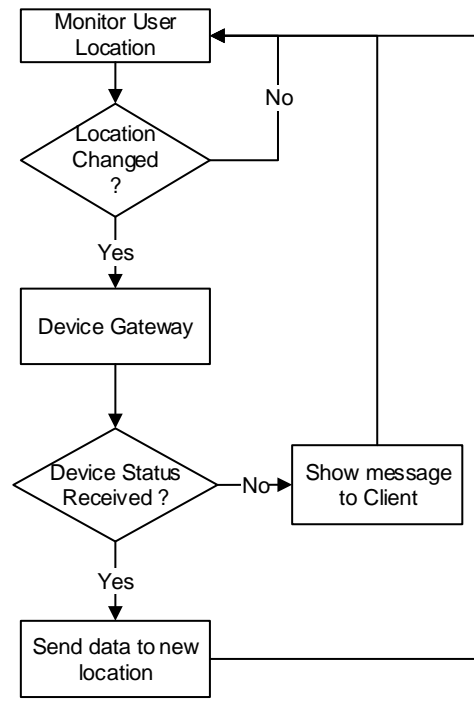 Monitor User
Location
Location
Changed
?
No
Yes
Device Gateway
Device Status
Received ?
No
Show message
to Client
Yes
Send data to new
location